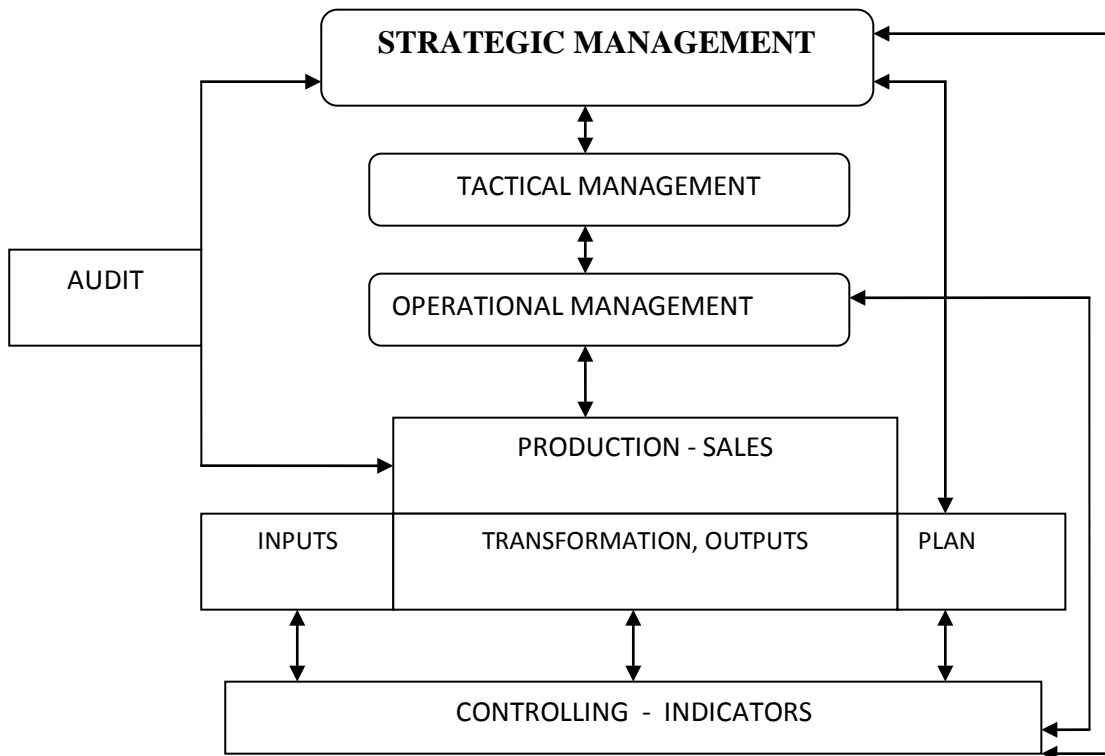 STRATEGIC MANAGEMENT
TACTICAL MANAGEMENT
AUDIT
OPERATIONAL MANAGEMENT
PRODUCTION - SALES
INPUTS
TRANSFORMATION, OUTPUTS
PLAN
CONTROLLING - INDICATORS